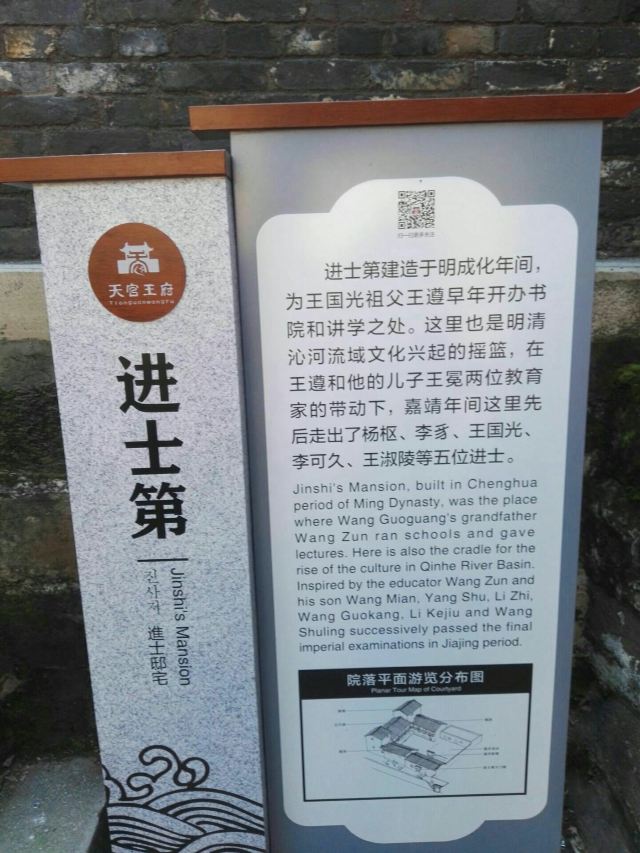 天官王府
Tianguanwangfu
进士第
Jinshi's Mansion
진사저
進士邸宅
扫一扫更多关注
进士第建造于明成化年间，
为王国光祖父王遵早年开办书
院和讲学之处。这里也是明清
沁河流域文化兴起的摇篮，在
王遵和他的儿子王冕两位教育
家的带动下，嘉靖年间这里先
后走出了杨枢、李豸、王国光、
李可久、王淑陵等五位进士。
Jinshi's Mansion, built in Chenghua
period of Ming Dynasty, was the place
where Wang Guoguang's grandfather
Wang Zun ran schools and gave
lectures. Here is also the cradle for the
rise of the culture in Qinhe River Basin.
Inspired by the educator Wang Zun and
his son Wang Mian, Yang Shu, Li Zhi,
Wang Guokang, Li Kejiu and Wang
Shuling successively passed the final
imperial examinations in Jiajing period.
院落平面游览分布图
Planar Tour Map of Courtyard